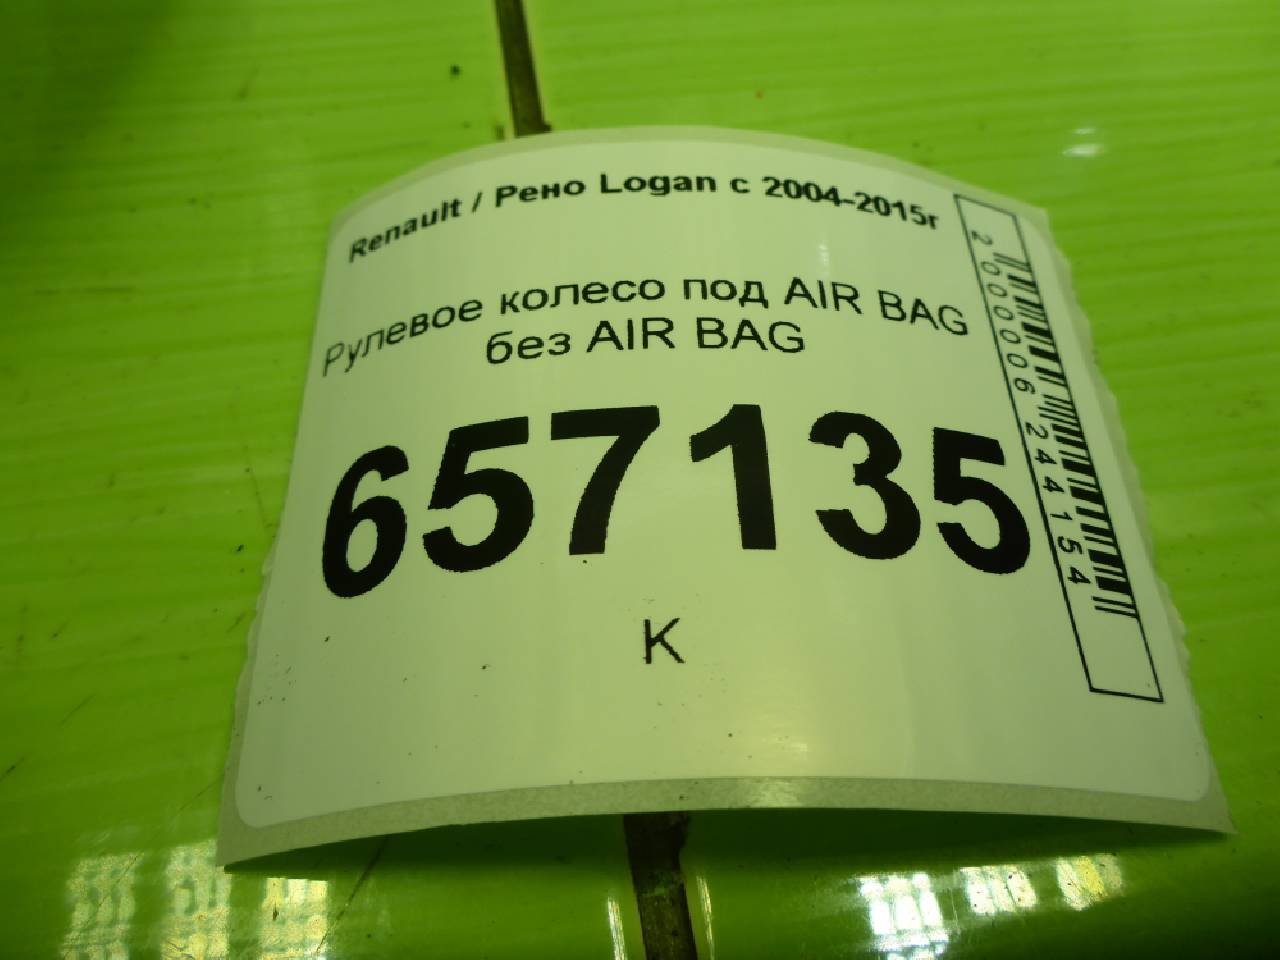 Renault / Рено Logan с 2004-2015г
Рулевое колесо под AIR BAG
без AIR BAG
657135
К
2000006244154